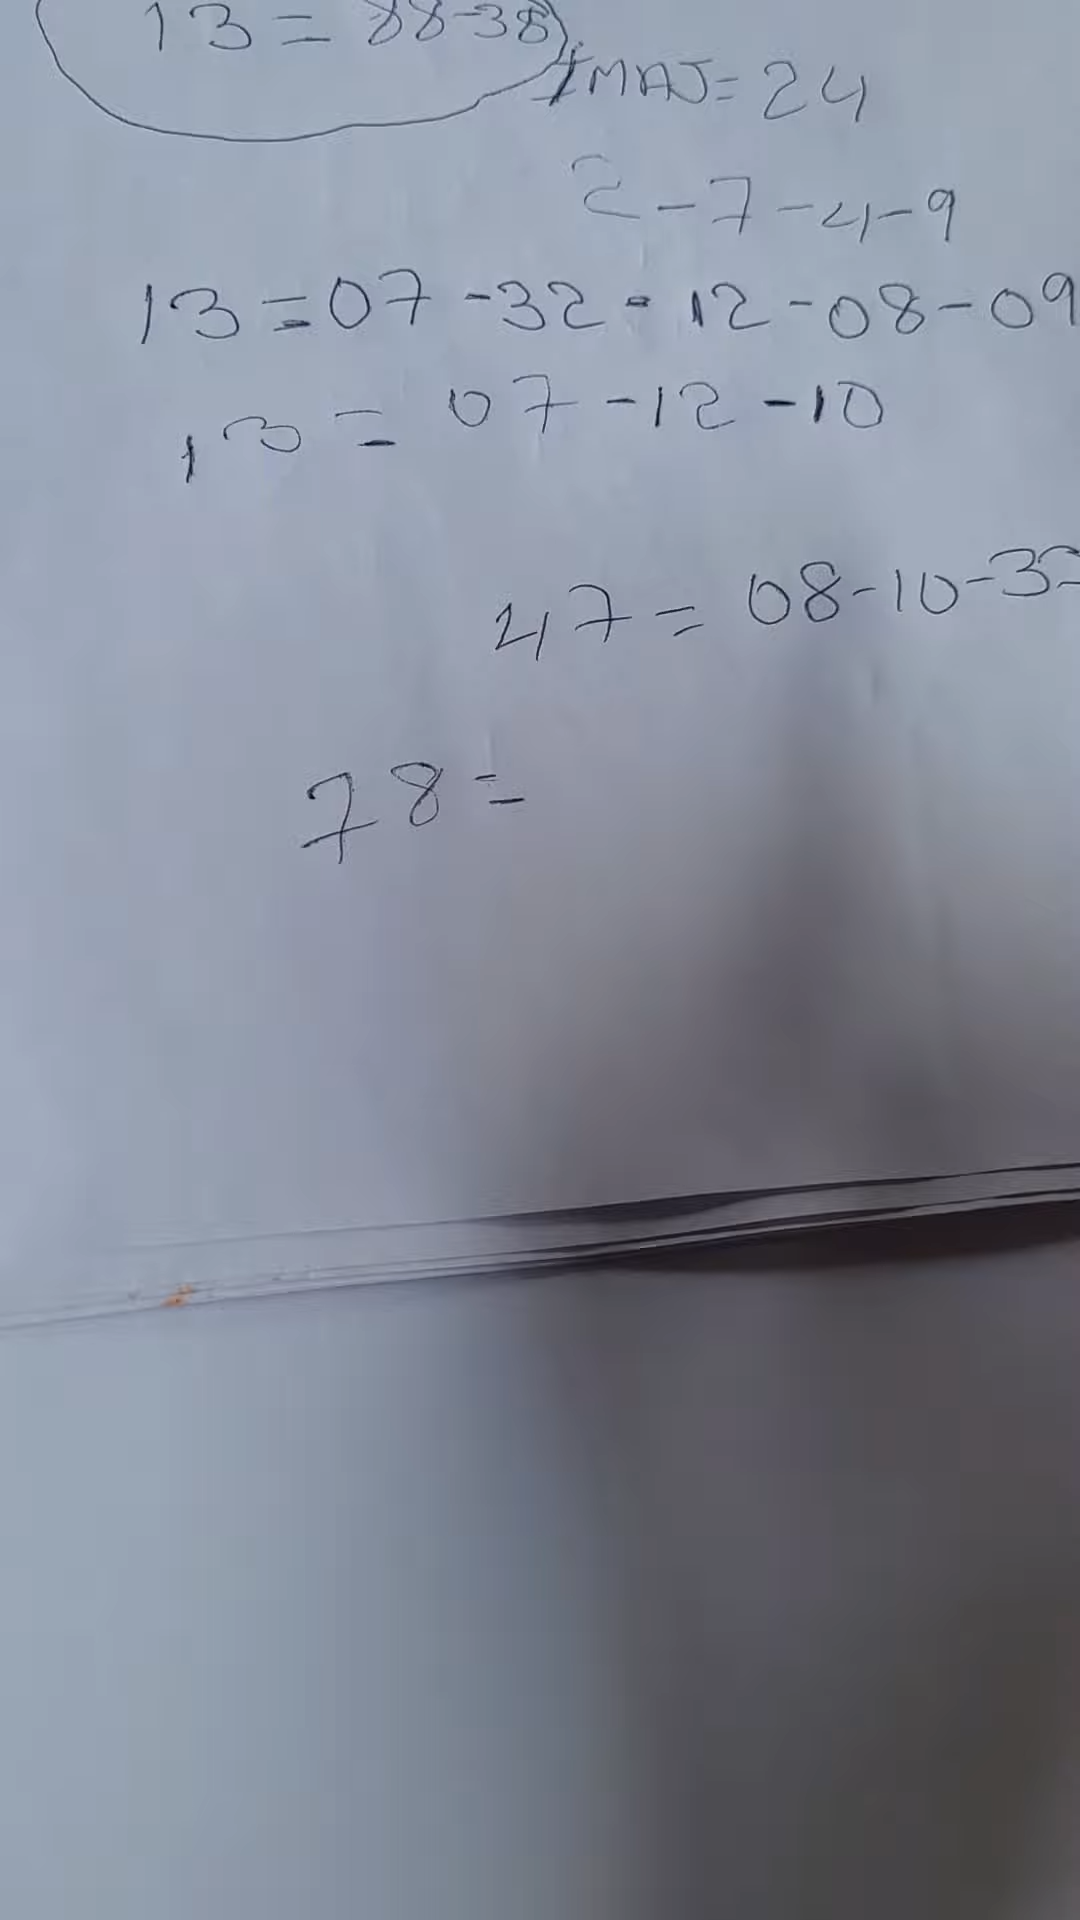 13 = 88-38
IMAJ= 24
2-7-4-9
13=07-32-12-08-09
13= 07-12-10
47= 08-10-32
78=